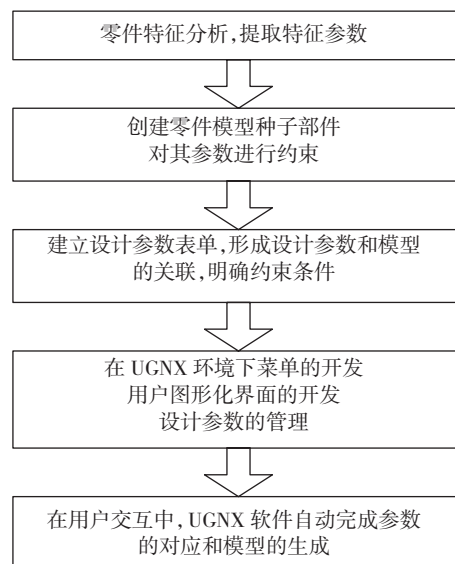 零件特征分析,提取特征参数
创建零件模型种子部件
对其参数进行约束
建立设计参数表单,形成设计参数和模型
的关联,明确约束条件
在 UGNX 环境下菜单的开发
用户图形化界面的开发
设计参数的管理
在用户交互中,UGNX 软件自动完成参数
的对应和模型的生成